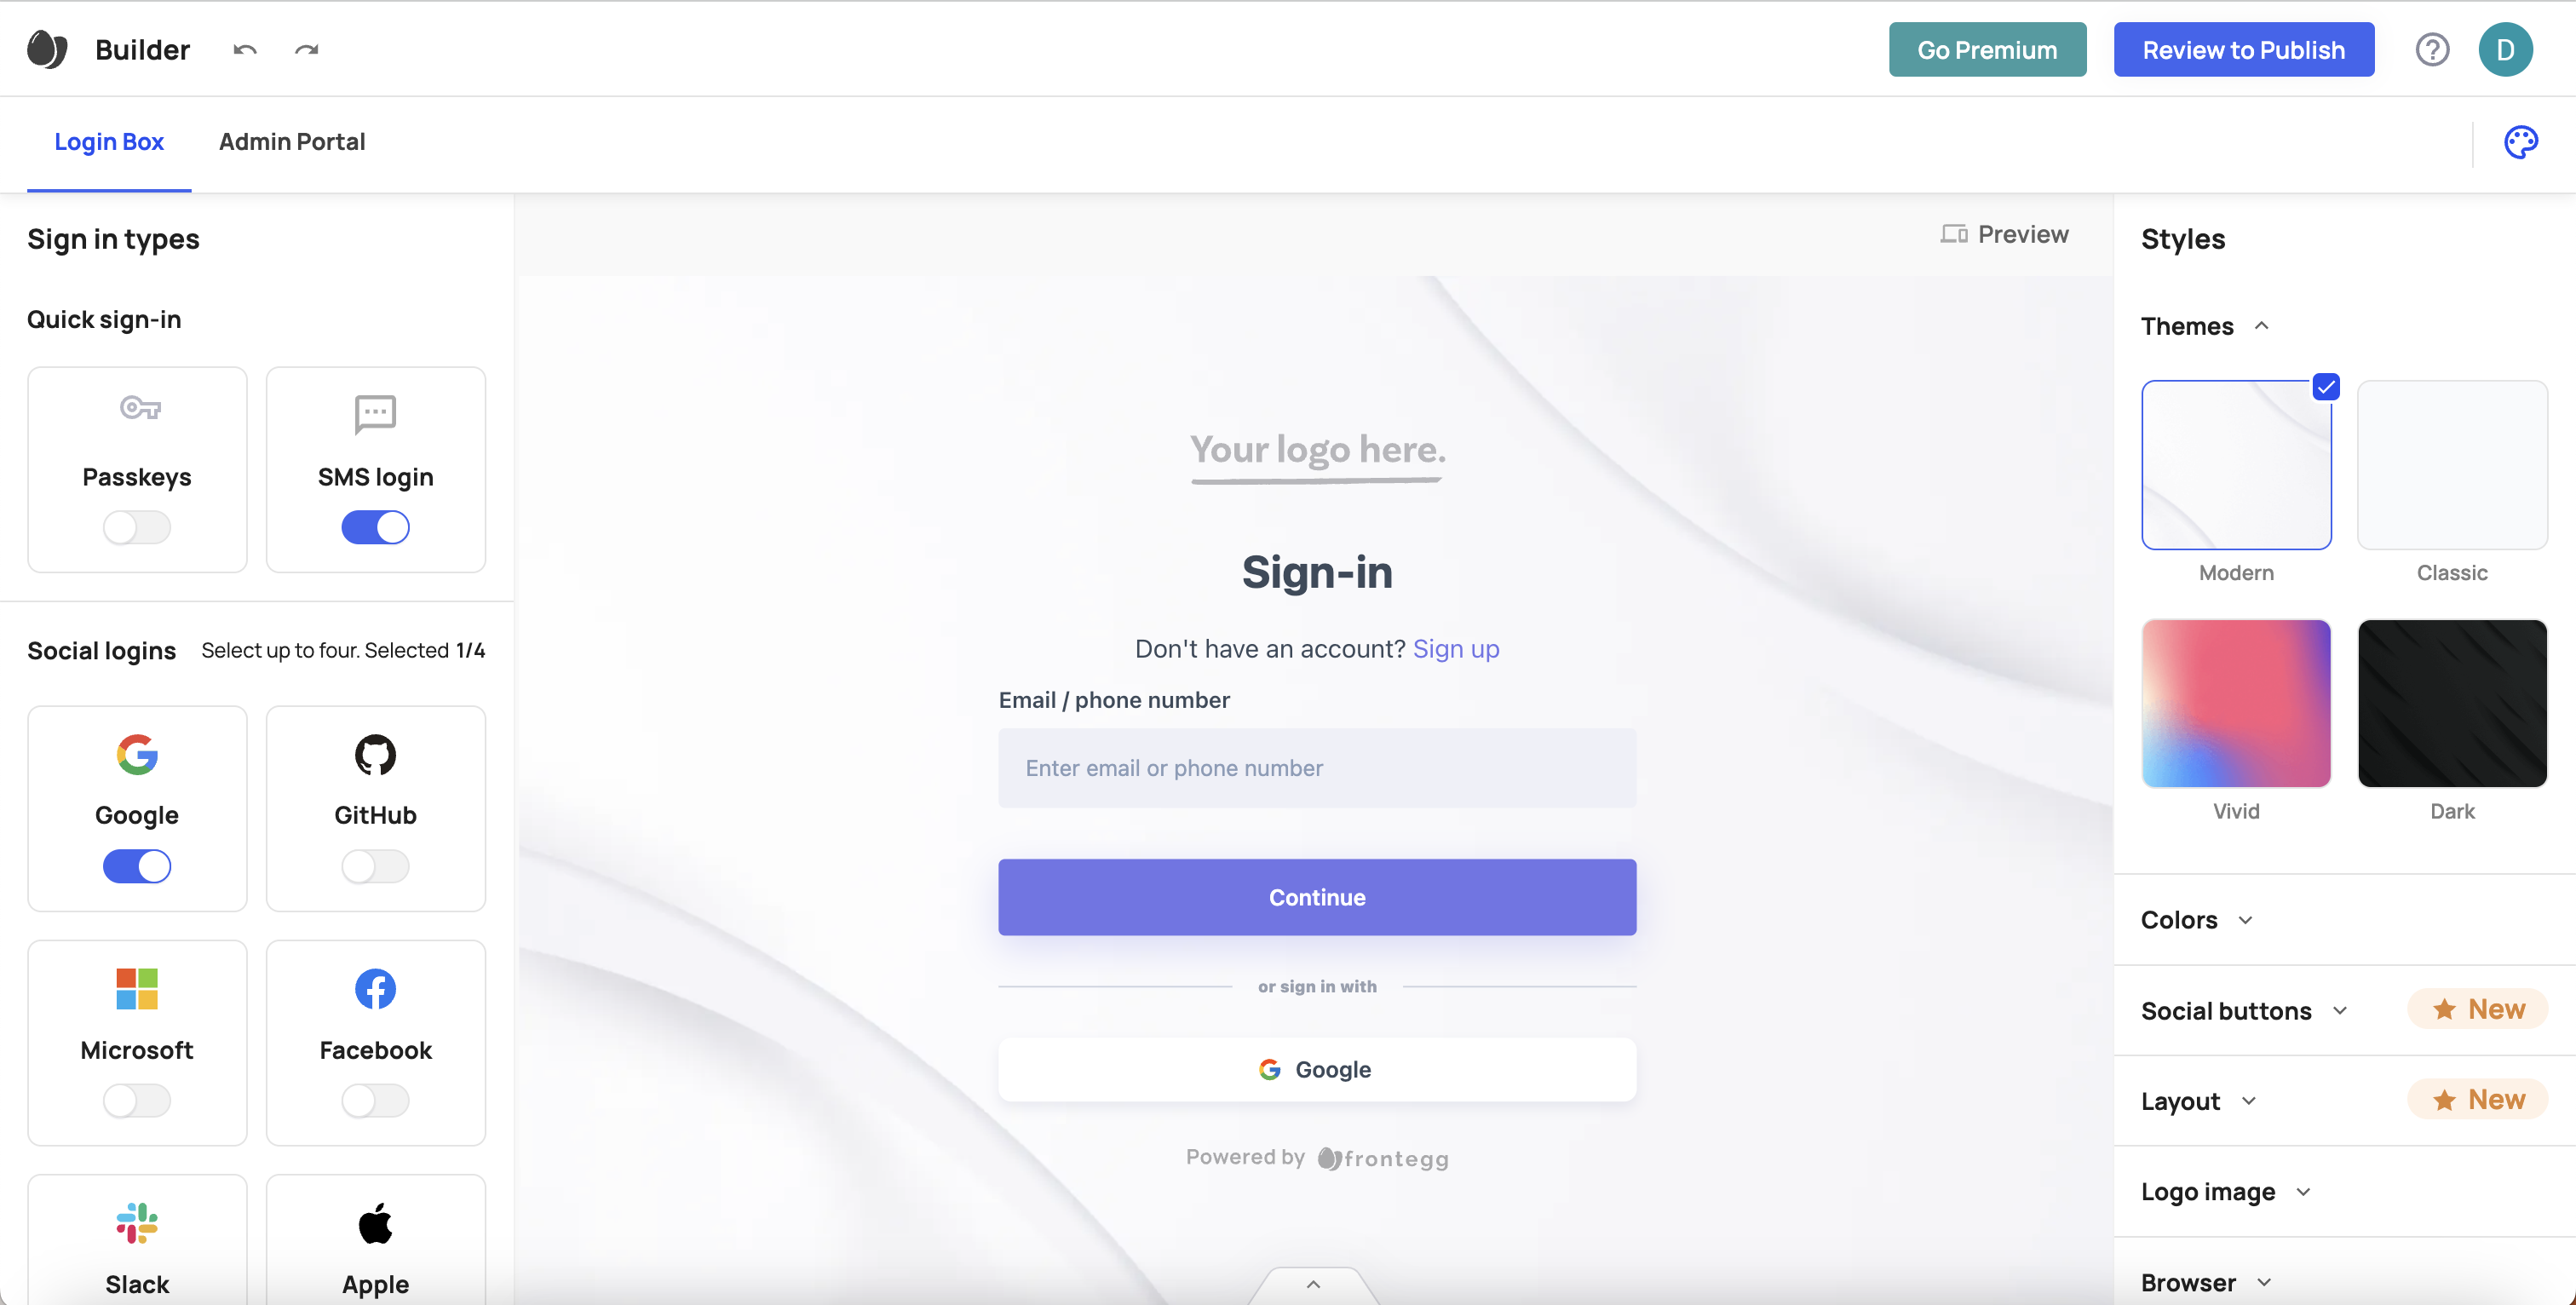 Builder
Go Premium
Review to Publish
D
Login Box
Admin Portal
Sign in types
Quick sign-in
Passkeys
SMS login
Social logins
Select up to four. Selected 1/4
Google
GitHub
Microsoft
Facebook
Slack
Apple
Preview
Your logo here.
Sign-in
Don't have an account? Sign up
Email / phone number
Enter email or phone number
Continue
or sign in with
Google
Powered by frontegg
Styles
Themes
Modern
Classic
Vivid
Dark
Colors
Social buttons
New
Layout
New
Logo image
Browser